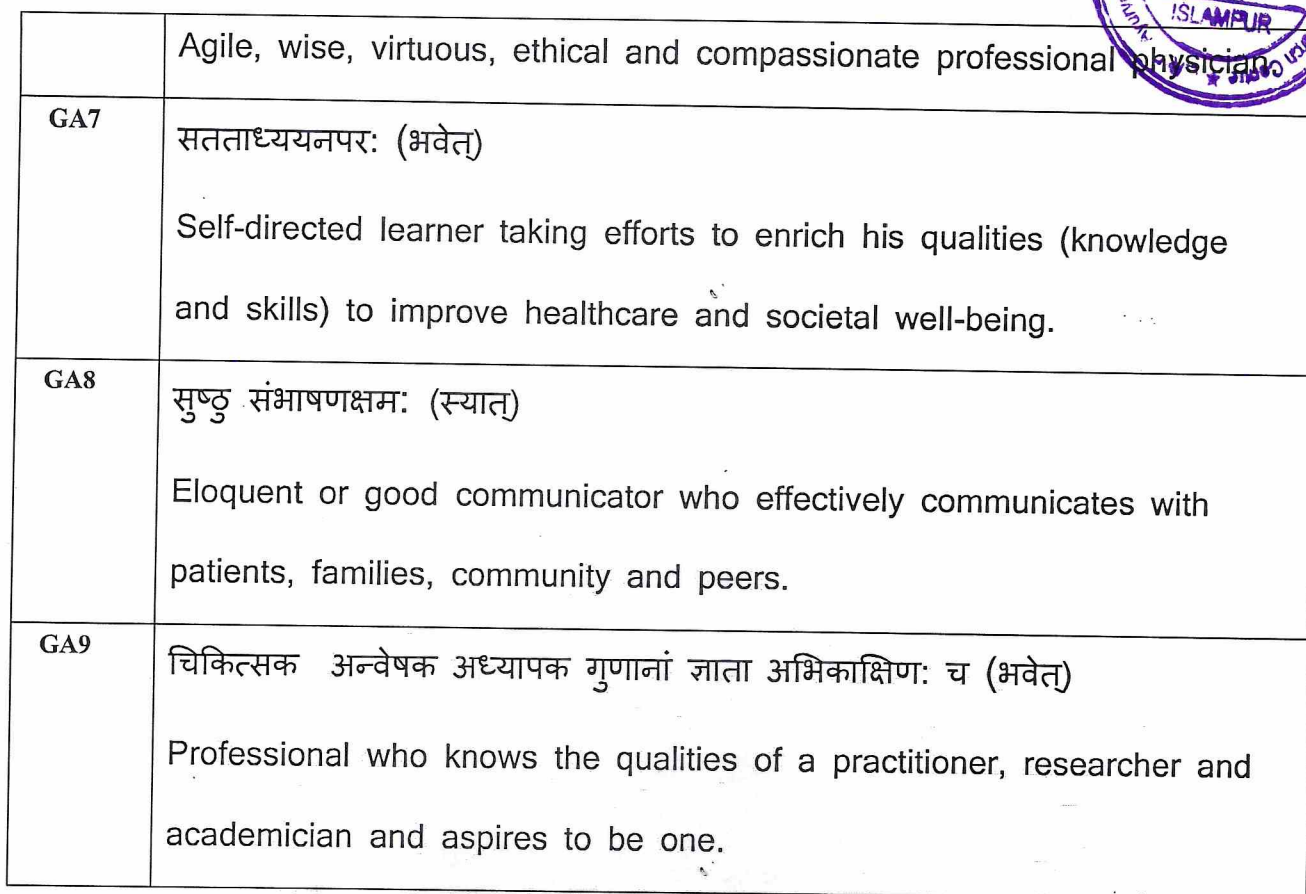 ISLAMPUR
Agile, wise, virtuous, ethical and compassionate professional physician.
GA7
सतताध्ययनपर: (भवेत्)
Self-directed learner taking efforts to enrich his qualities (knowledge
and skills) to improve healthcare and societal well-being.
GA8
सुष्ठु संभाषणक्षम: (स्यात्)
Eloquent or good communicator who effectively communicates with
patients, families, community and peers.
GA9
चिकित्सक अन्वेषक अध्यापक गुणानां ज्ञाता अभिकाक्षिण: च (भवेत्)
Professional who knows the qualities of a practitioner, researcher and
academician and aspires to be one.